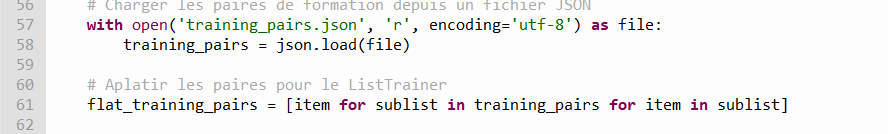 56 # Charger les paires de formation depuis un fichier JSON
57 with open('training_pairs.json', 'r', encoding='utf-8') as file:
58 training_pairs = json.load(file)
59
60 # Aplatir les paires pour le ListTrainer
61 flat_training_pairs = [item for sublist in training_pairs for item in sublist]
62